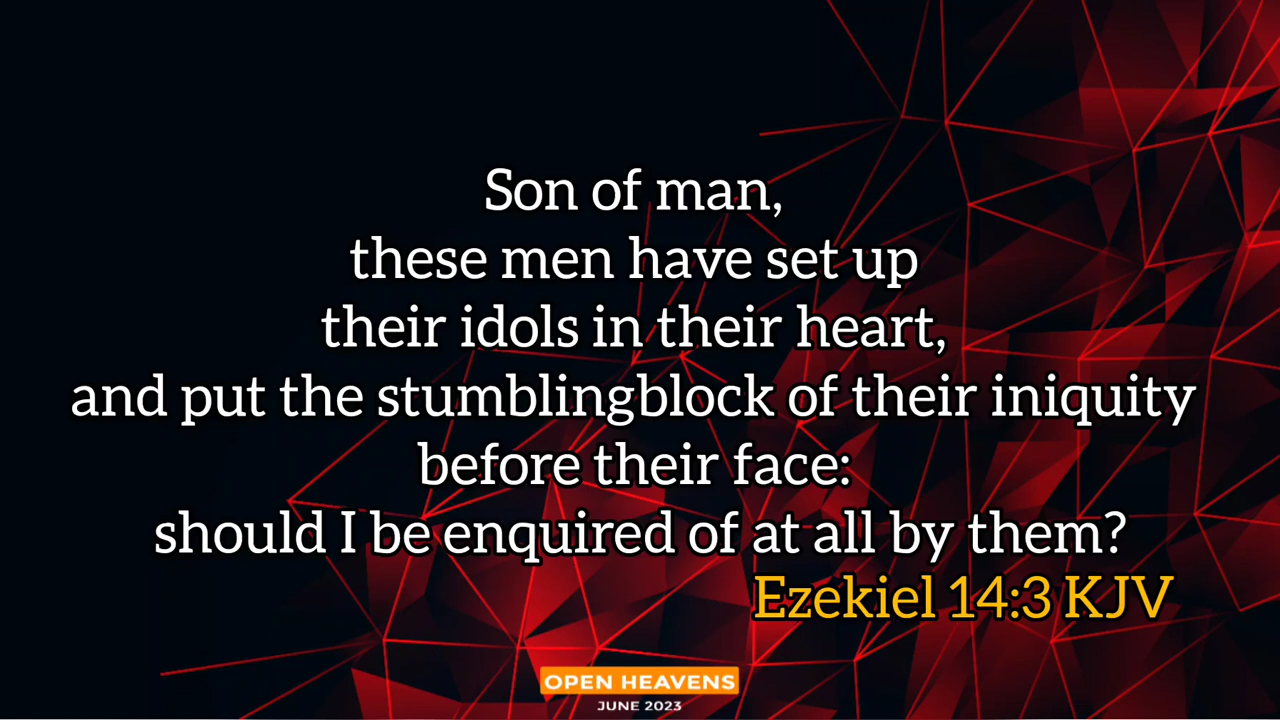 Son of man,
these men have set up
their idols in their heart,
and put the stumblingblock of their iniquity
before their face:
should I be enquired of at all by them?
Ezekiel 14:3 KJV
OPEN HEAVENS
JUNE 2023